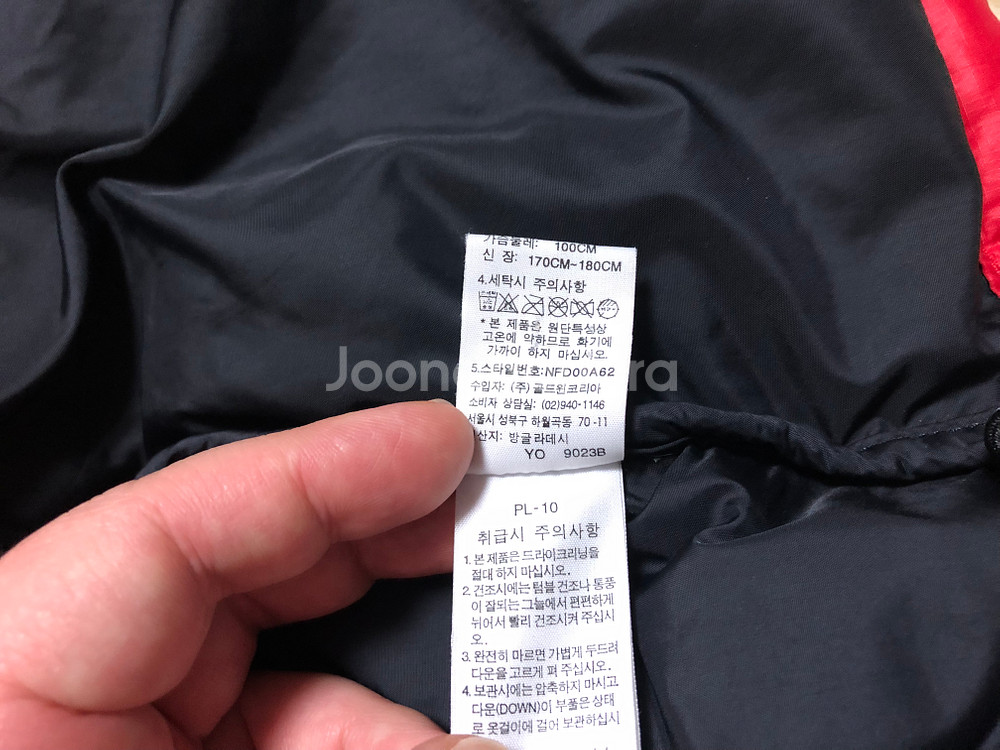 가슴둘레: 100CM
신 장: 170CM~180CM
4.세탁시 주의사항
* 본 제품은 원단특성상
고온에 약하므로 화기에
가까이 하지 마십시오.
5.스타일번호:NFD00A62
수입자: (주) 골드윈코리아
소비자 상담실: (02)940-1146
서울시 성북구 하월곡동 70-11
산지: 방글라데시
YO 9023B
PL-10
취급시 주의사항
1. 본 제품은 드라이크리닝을
절대 하지 마십시오.
2. 건조시에는 텀블 건조나 통풍
이 잘되는 그늘에서 편편하게
뉘어서 빨리 건조시켜 주십시
오.
3. 완전히 마르면 가볍게 두드려
다운을 고르게 펴 주십시오.
4. 보관시에는 압축하지 마시고
다운(DOWN)이 부풀은 상태
로 옷걸이에 걸어 보관하십시